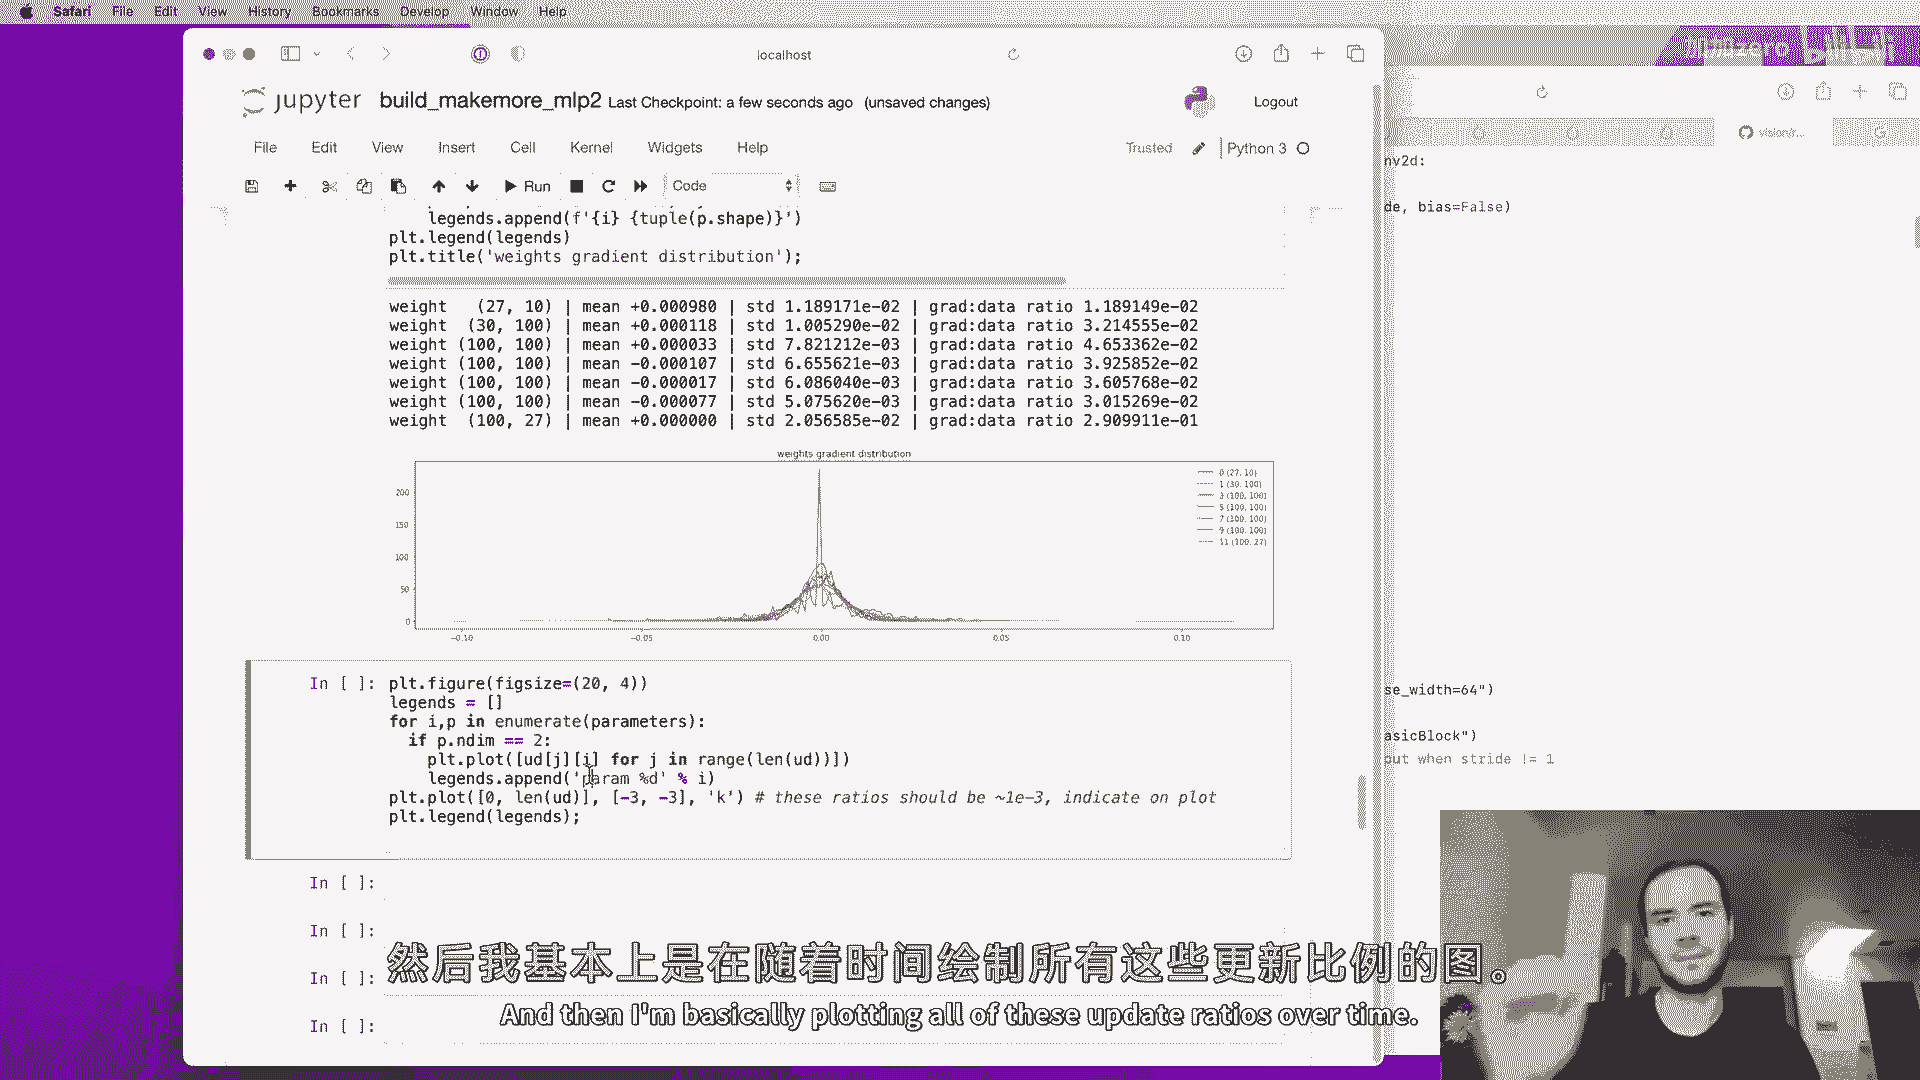 Safari File Edit View History Bookmarks Develop Window Help
localhost
jupyter build_makemore_mlp2 Last Checkpoint: a few seconds ago (unsaved changes)
Logout
File Edit View Insert Cell Kernel Widgets Help
Trusted Python 3
Run Code
legends.append(f'{i} {tuple(p.shape)}')
plt.legend(legends)
plt.title('weights gradient distribution');
weight (27, 10) | mean +0.000980 | std 1.189171e-02 | grad:data ratio 1.189149e-02
weight (30, 100) | mean +0.000118 | std 1.005290e-02 | grad:data ratio 3.214555e-02
weight (100, 100) | mean +0.000033 | std 7.821212e-03 | grad:data ratio 4.653362e-02
weight (100, 100) | mean -0.000107 | std 6.655621e-03 | grad:data ratio 3.925852e-02
weight (100, 100) | mean -0.000017 | std 6.086040e-03 | grad:data ratio 3.605768e-02
weight (100, 100) | mean -0.000077 | std 5.075620e-03 | grad:data ratio 3.015269e-02
weight (100, 27) | mean +0.000000 | std 2.056585e-02 | grad:data ratio 2.909911e-01
weights gradient distribution
0 (27, 10)
1 (30, 100)
3 (100, 100)
5 (100, 100)
7 (100, 100)
9 (100, 100)
11 (100, 27)
200
150
100
50
0
-0.10 -0.05 0.00 0.05 0.10
In [ ]: plt.figure(figsize=(20, 4))
legends = []
for i,p in enumerate(parameters):
if p.ndim == 2:
plt.plot([ud[j][i] for j in range(len(ud))])
legends.append('param %d' % i)
plt.plot([0, len(ud)], [-3, -3], 'k') # these ratios should be ~1e-3, indicate on plot
plt.legend(legends);
In [ ]:
In [ ]:
In [ ]:
In [ ]:
vision/r...
nv2d:
de, bias=False)
se_width=64")
asicBlock")
put when stride != 1
然后我基本上是在随着时间绘制所有这些更新比例的图。
And then I'm basically plotting all of these update ratios over time.